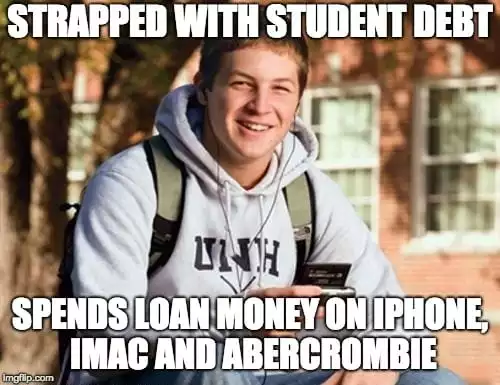 STRAPPED WITH STUDENT DEBT
UNH
SPENDS LOAN MONEY ON IPHONE,
IMAC AND ABERCROMBIE
imgflip.com